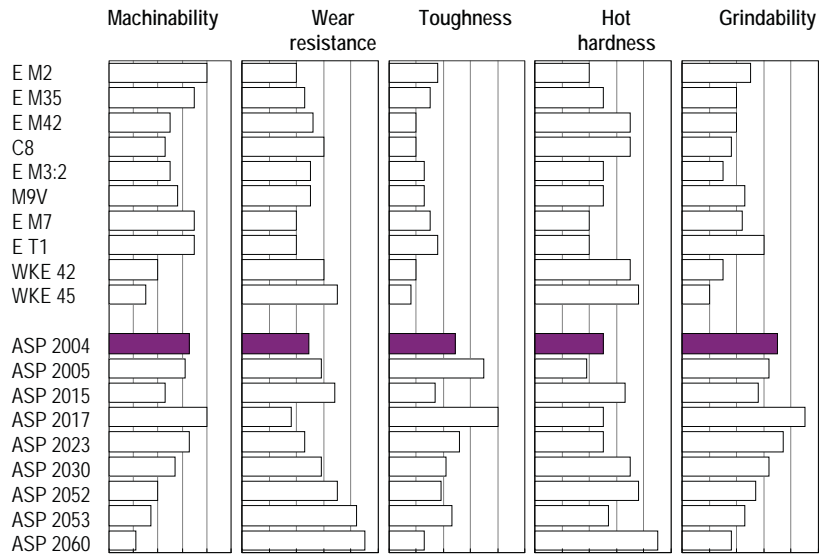 Machinability Wear resistance Toughness Hot hardness Grindability
E M2
E M35
E M42
C8
E M3:2
M9V
E M7
E T1
WKE 42
WKE 45
ASP 2004
ASP 2005
ASP 2015
ASP 2017
ASP 2023
ASP 2030
ASP 2052
ASP 2053
ASP 2060